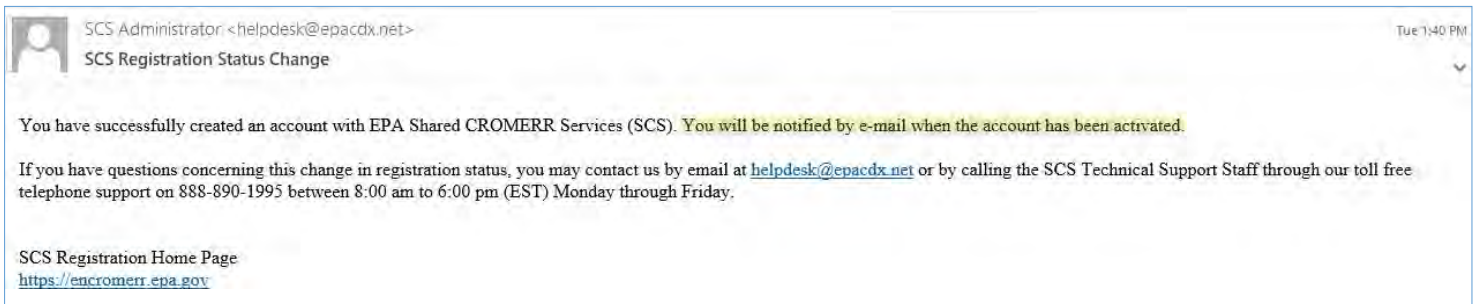 SCS Administrator <helpdesk@epacdx.net>
Tue 1:40 PM
SCS Registration Status Change
You have successfully created an account with EPA Shared CROMERR Services (SCS). You will be notified by e-mail when the account has been activated.
If you have questions concerning this change in registration status, you may contact us by email at helpdesk@epacdx.net or by calling the SCS Technical Support Staff through our toll free
telephone support on 888-890-1995 between 8:00 am to 6:00 pm (EST) Monday through Friday.
SCS Registration Home Page
https://encromerr.epa.gov